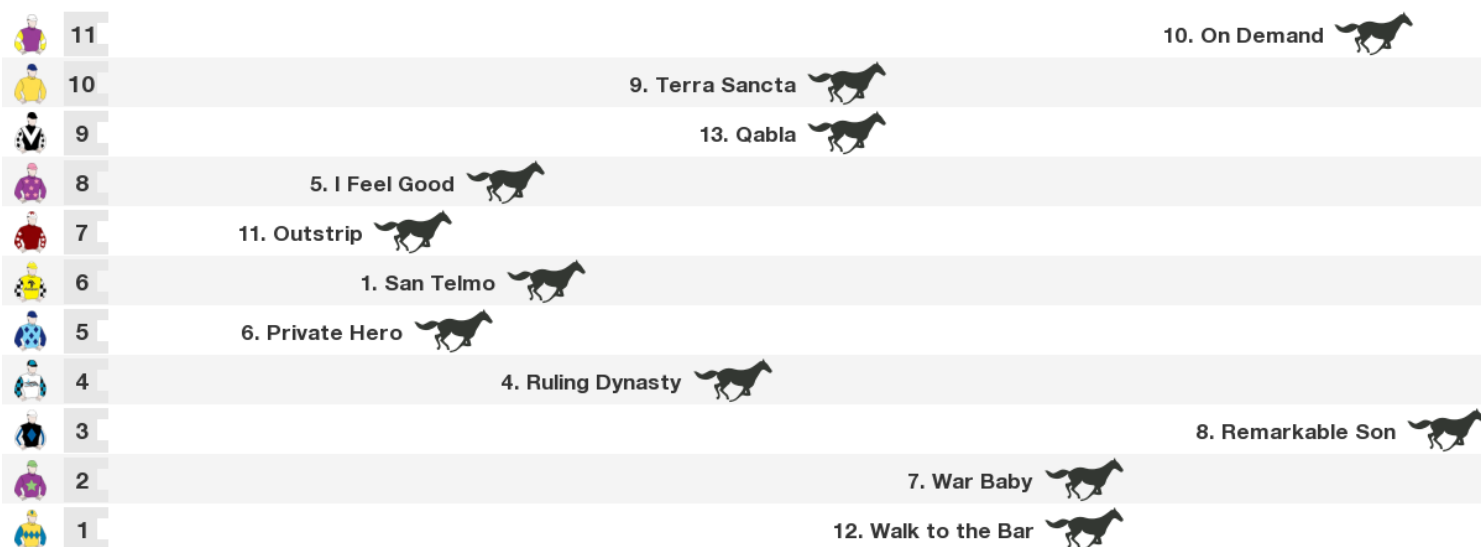 11 10. On Demand
10 9. Terra Sancta
9 13. Qabla
8 5. I Feel Good
7 11. Outstrip
6 1. San Telmo
5 6. Private Hero
4 4. Ruling Dynasty
3 8. Remarkable Son
2 7. War Baby
1 12. Walk to the Bar